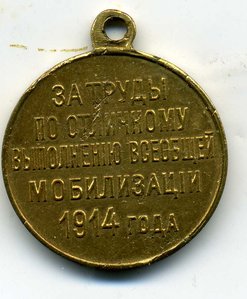 ЗА ТРУДЫ
ПО ОТЛИЧНОМУ
ВЫПОЛНЕНІЮ ВСЕОБЩЕЙ
МОБИЛИЗАЦІИ
1914 ГОДА